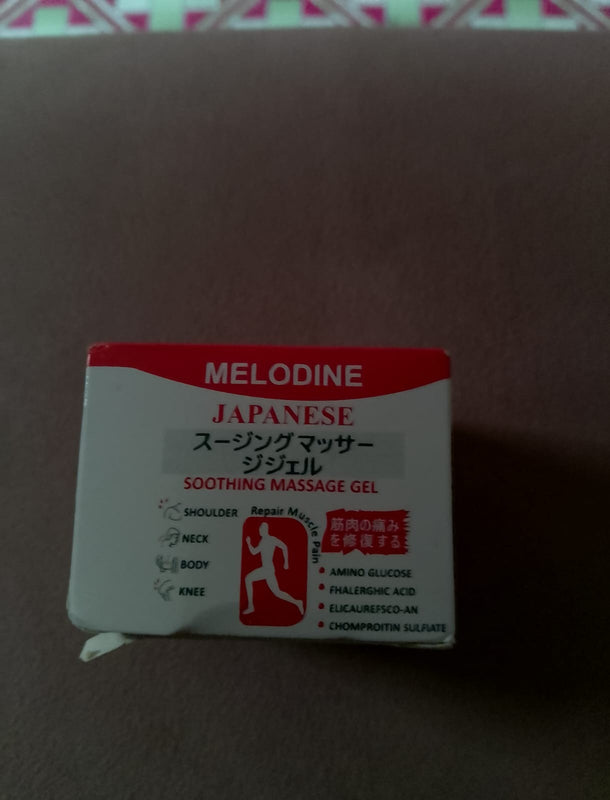 MELODINE
JAPANESE
スージングマッサー
ジジェル
SOOTHING MASSAGE GEL
SHOULDER
NECK
BODY
KNEE
Repair Muscle Pain
筋肉の痛み
を修復する
AMINO GLUCOSE
FHALERGHIC ACID
ELICAUREFSCO-AN
CHOMPROITIN SULFIATE